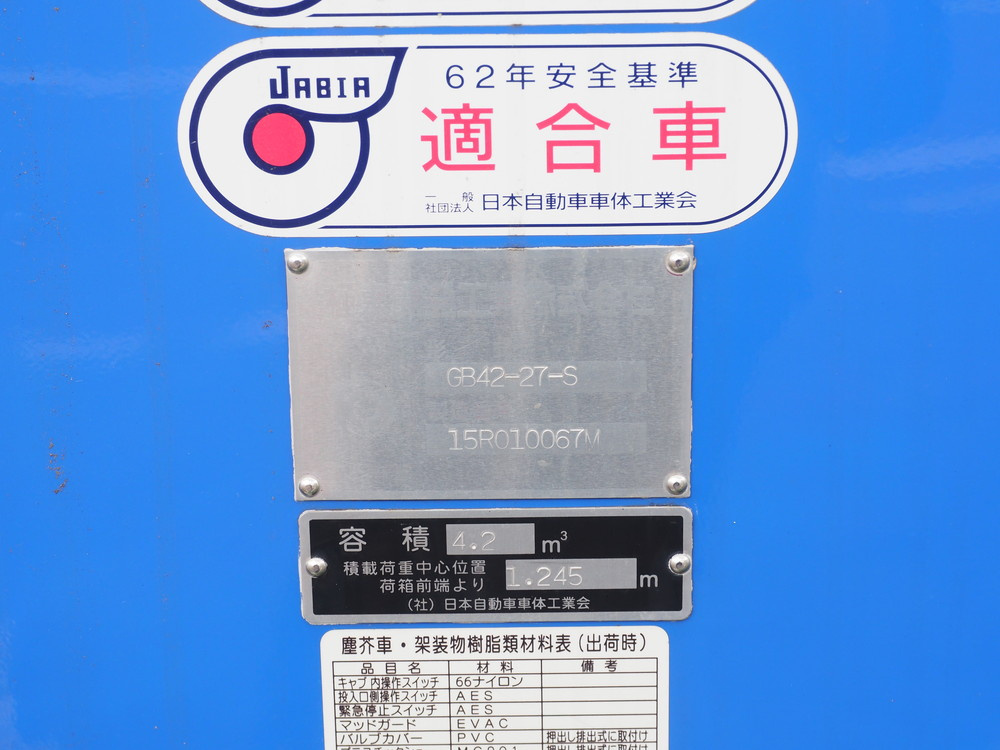 JABIA
62年安全基準
適合車
一般社団法人 日本自動車車体工業会
GB42-27-S
15R010067M
容積 4.2 m³
積載荷重中心位置
荷箱前端より 1.245 m
(社)日本自動車車体工業会
塵芥車・架装物樹脂類材料表(出荷時)
品目名 材料 備考
キャブ内操作スイッチ 66ナイロン
投入口側操作スイッチ AES
緊急停止スイッチ AES
マッドガード EVAC
バルブカバー PVC 押出し排出式に取付け